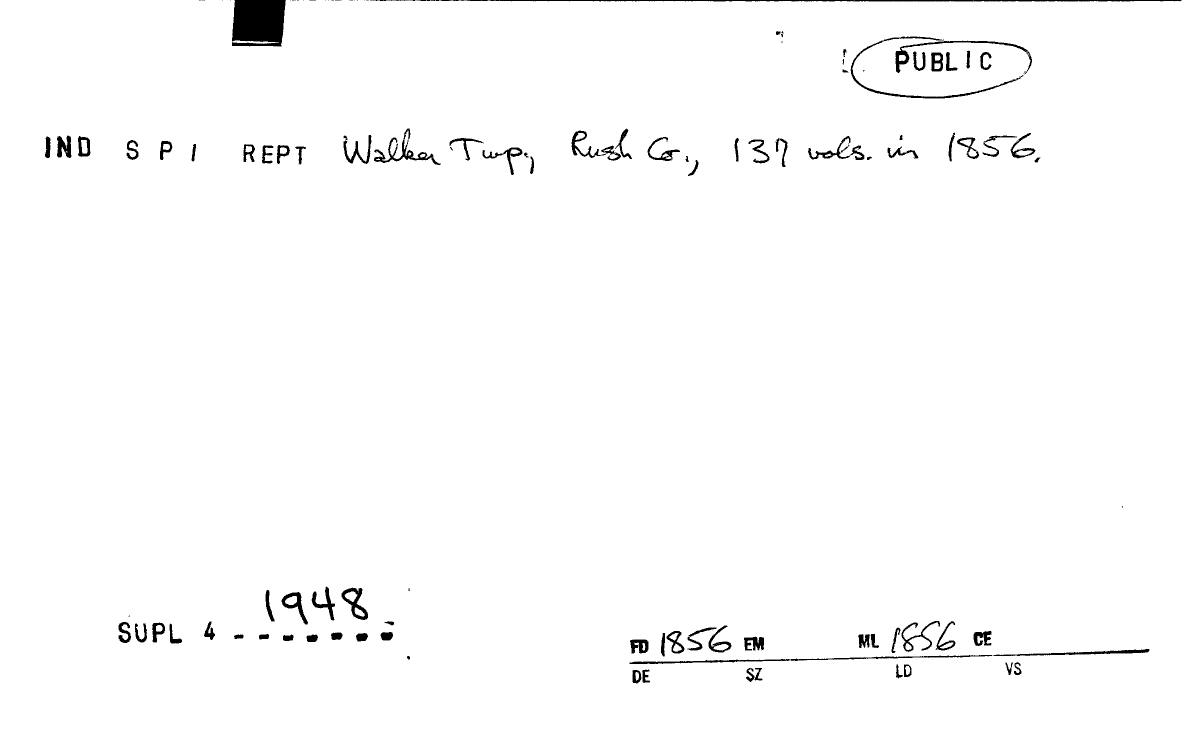 PUBLIC
IND S P I REPT Walker Twp, Rush Co., 137 vols. in 1856.
1948
SUPL 4 -------
FD 1856 EM ML 1856 CE
DE SZ LD VS